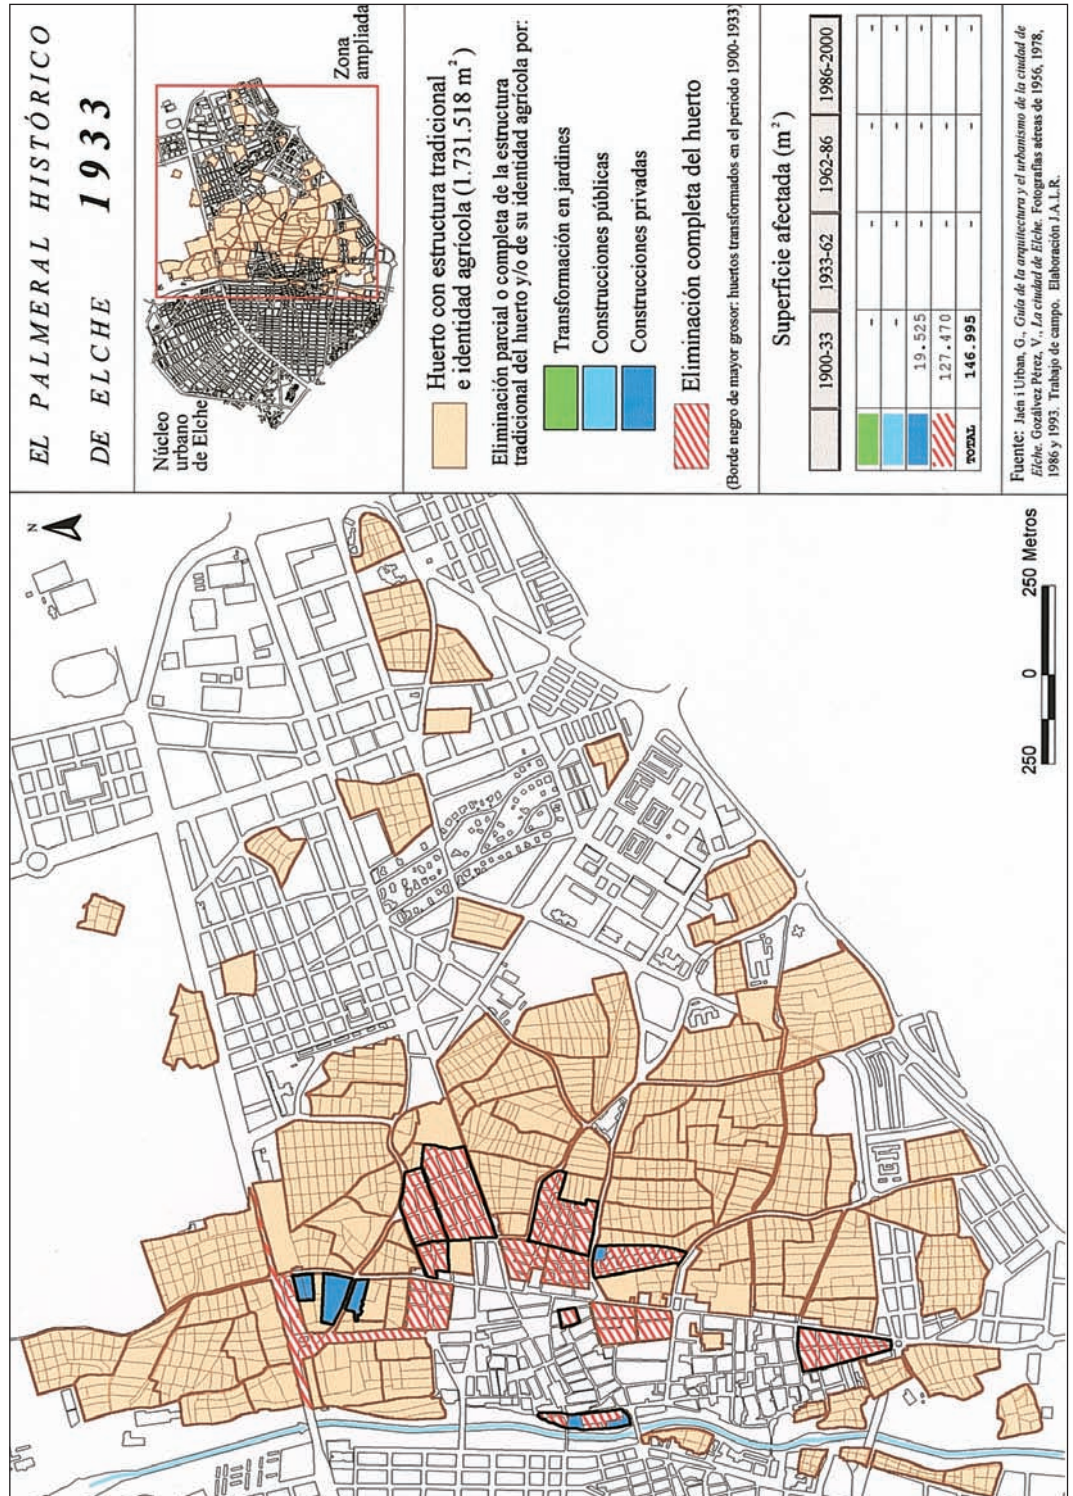 EL PALMERAL HISTÓRICO
DE ELCHE 1933
Núcleo
urbano
de Elche
Zona
ampliada
Huerto con estructura tradicional
e identidad agrícola (1.731.518 m²)
Eliminación parcial o completa de la estructura
tradicional del huerto y/o de su identidad agrícola por:
Transformación en jardines
Construciones públicas
Construciones privadas
Eliminación completa del huerto
(Borde negro de mayor grosor: huertos transformados en el periodo 1900-1933)
Superficie afectada (m²)
1900-33 1933-62 1962-86 1986-2000
- - - -
- - - -
19.525 - - -
127.470 - - -
TOTAL 146.995 - - -
Fuente: Jaén i Urban, G., Guía de la arquitectura y el urbanismo de la ciudad de
Elche. Gozálvez Pérez, V., La ciudad de Elche. Fotografías aéreas de 1956, 1978,
1986 y 1993. Trabajo de campo. Elaboración J.A.L.R.
N
250 0 250 Metros